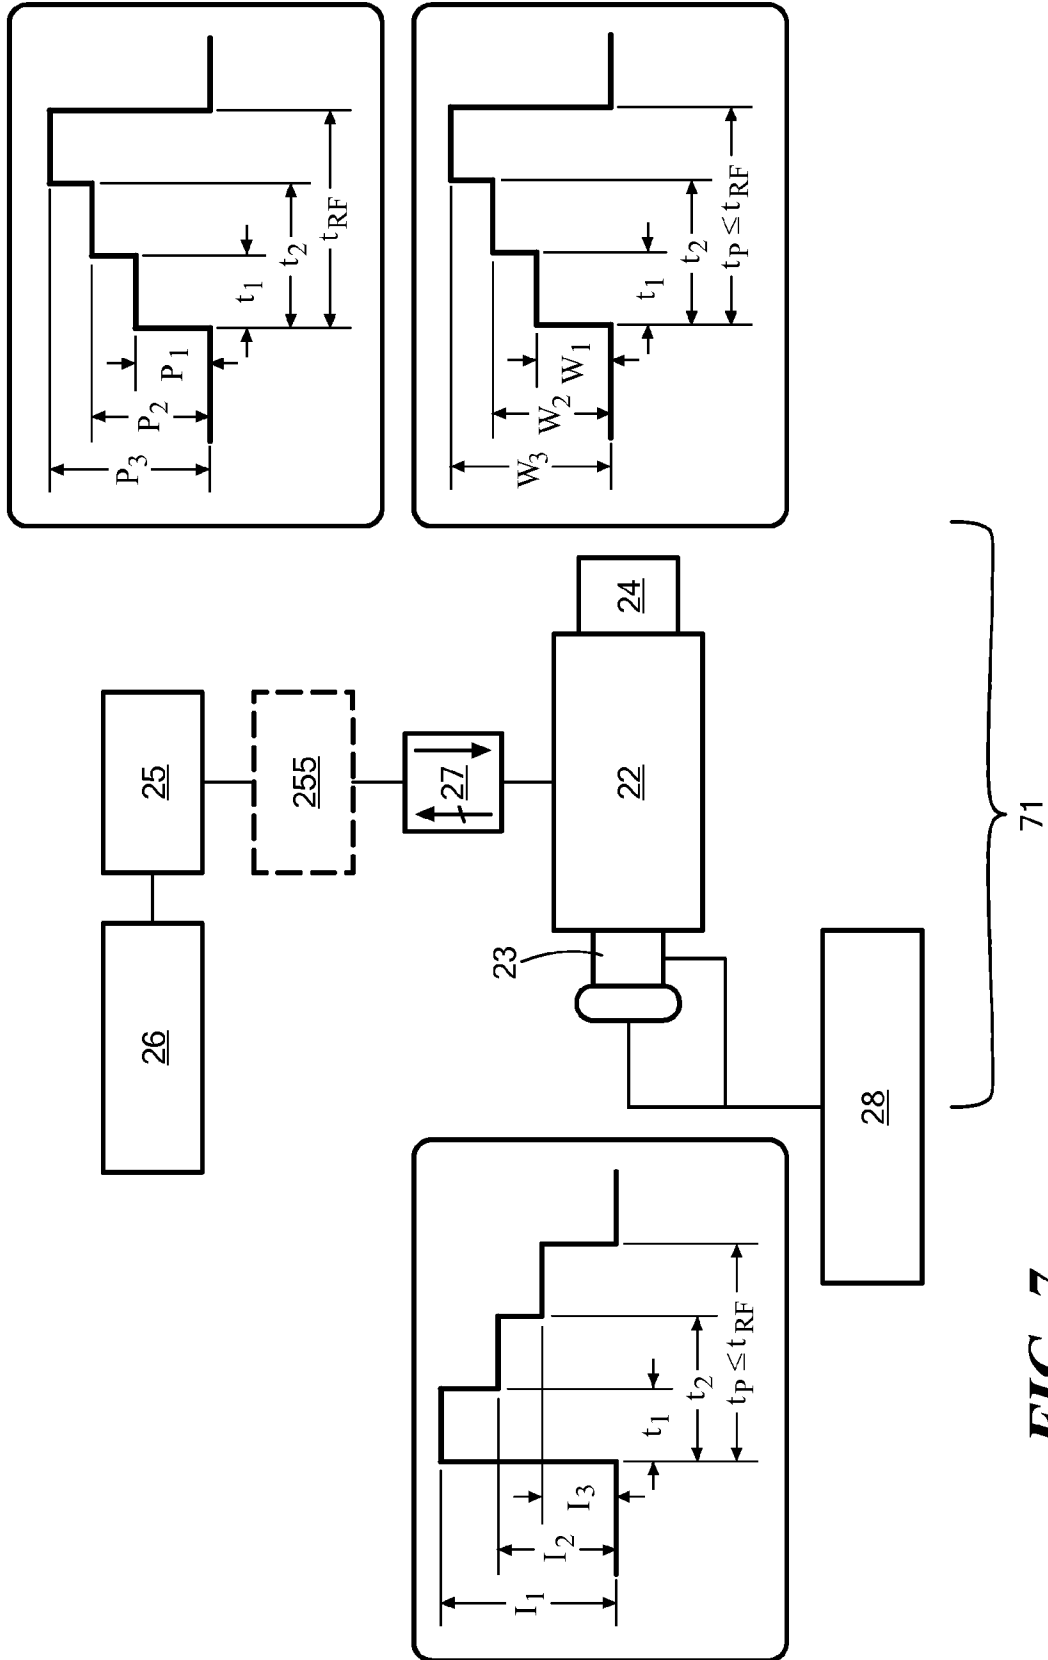 P3
P2
P1
t1
t2
tRF
W3
W2
W1
t1
t2
tP ≤ tRF
25
255
27
26
24
22
23
28
I1
I2
I3
t1
t2
tP ≤ tRF
71
FIG. 7